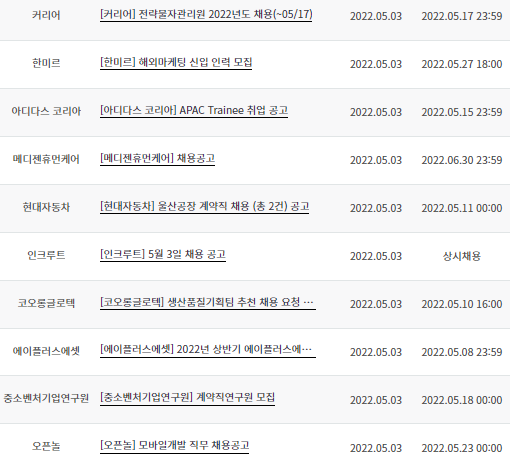 커리어 [커리어] 전략물자관리원 2022년도 채용(~05/17) 2022.05.03 2022.05.17 23:59
한미르 [한미르] 해외마케팅 신입 인력 모집 2022.05.03 2022.05.27 18:00
아디다스 코리아 [아디다스 코리아] APAC Trainee 취업 공고 2022.05.03 2022.05.15 23:59
메디젠휴먼케어 [메디젠휴먼케어] 채용공고 2022.05.03 2022.06.30 23:59
현대자동차 [현대자동차] 울산공장 계약직 채용 (총 2건) 공고 2022.05.03 2022.05.11 00:00
인크루트 [인크루트] 5월 3일 채용 공고 2022.05.03 상시채용
코오롱글로텍 [코오롱글로텍] 생산품질기획팀 추천 채용 요청 … 2022.05.03 2022.05.10 16:00
에이플러스에셋 [에이플러스에셋] 2022년 상반기 에이플러스에… 2022.05.03 2022.05.08 23:59
중소벤처기업연구원 [중소벤처기업연구원] 계약직연구원 모집 2022.05.03 2022.05.18 00:00
오픈놀 [오픈놀] 모바일개발 직무 채용공고 2022.05.03 2022.05.23 00:00